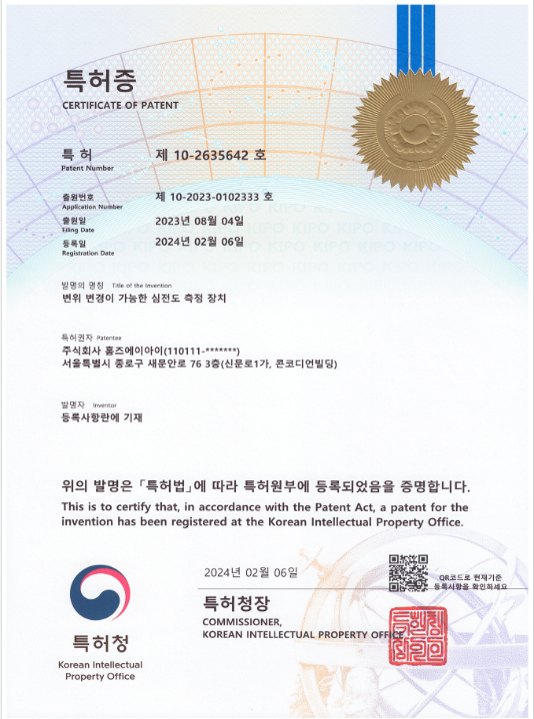 특허증
CERTIFICATE OF PATENT
특 허 제 10-2635642 호
Patent Number
출원번호 제 10-2023-0102333 호
Application Number
출원일 2023년 08월 04일
Filing Date
등록일 2024년 02월 06일
Registration Date
발명의 명칭 Title of the Invention
변위 변경이 가능한 심전도 측정 장치
특허권자 Patentee
주식회사 홈즈에이아이(110111-*******)
서울특별시 종로구 새문안로 76 3층(신문로1가, 콘코디언빌딩)
발명자 Inventor
등록사항란에 기재
위의 발명은 「특허법」에 따라 특허원부에 등록되었음을 증명합니다.
This is to certify that, in accordance with the Patent Act, a patent for the
invention has been registered at the Korean Intellectual Property Office.
2024년 02월 06일
QR코드로 현재기준
등록사항을 확인하세요
특허청장
COMMISSIONER,
KOREAN INTELLECTUAL PROPERTY OFFICE
특허청
Korean Intellectual
Property Office